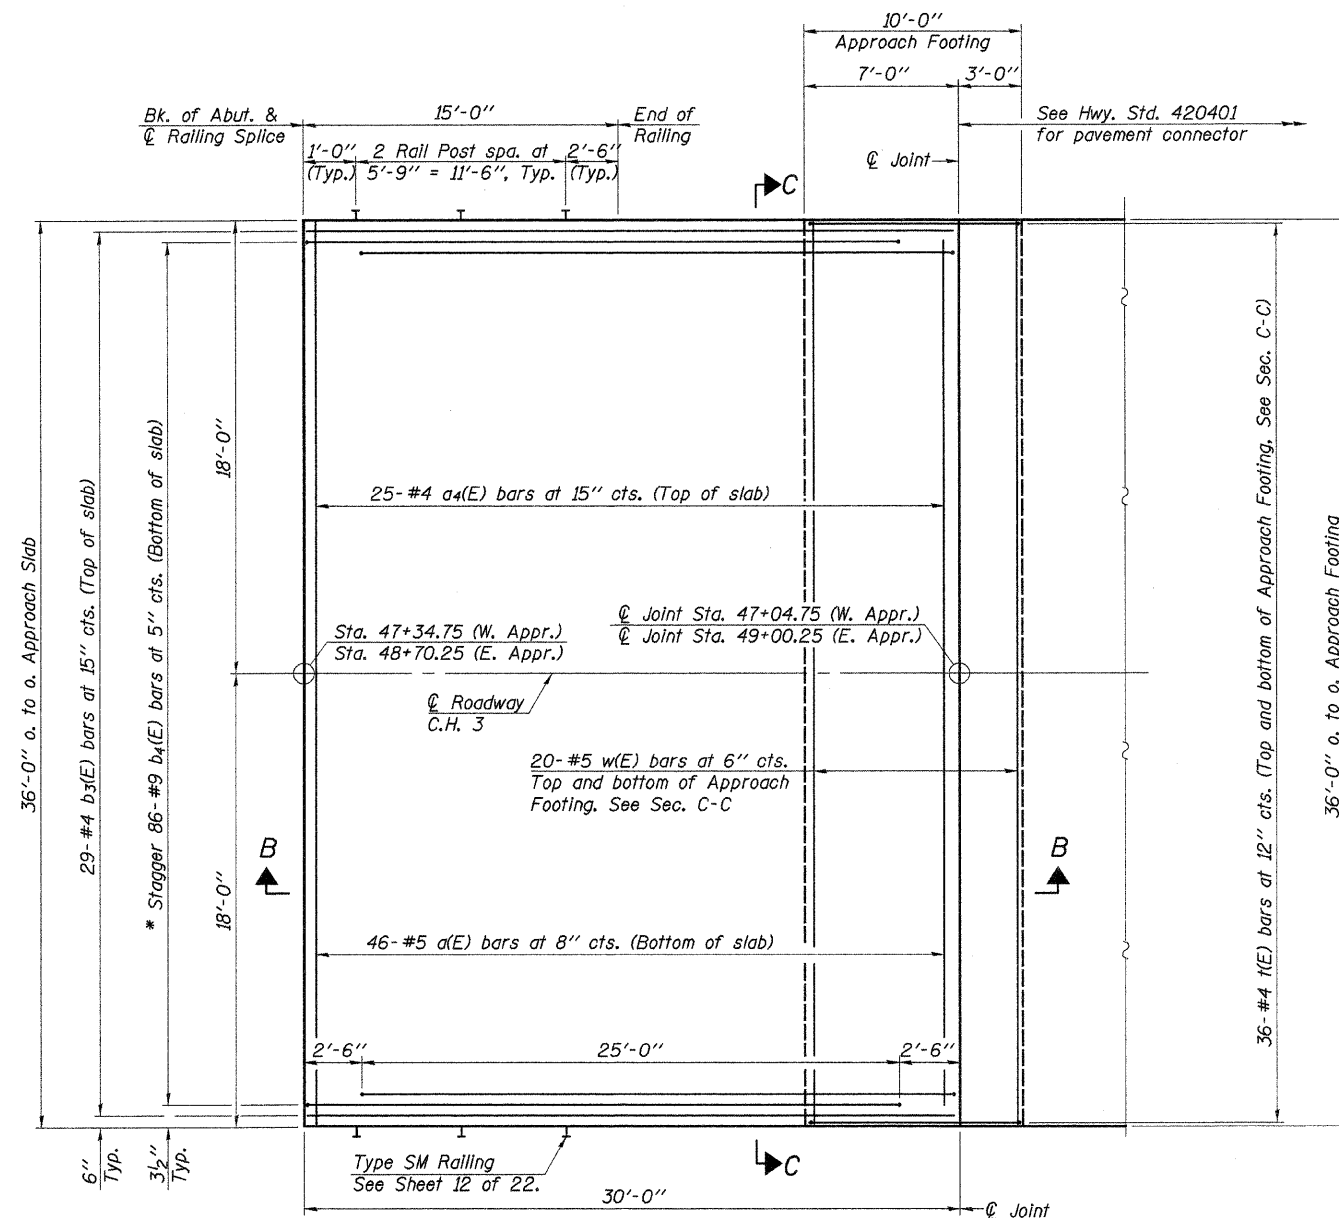 10'-0"
Approach Footing
7'-0"
3'-0"
Bk. of Abut. &
℄ Railing Splice
15'-0"
End of
Railing
See Hwy. Std. 420401
for pavement connector
1'-0"
(Typ.)
2 Rail Post spa. at
5'-9" = 11'-6", Typ.
2'-6"
(Typ.)
℄ Joint
C
36'-0" o. to o. Approach Slab
29-#4 b3(E) bars at 15" cts. (Top of slab)
* Stagger 86-#9 b4(E) bars at 5" cts. (Bottom of slab)
18'-0"
18'-0"
25-#4 a4(E) bars at 15" cts. (Top of slab)
Sta. 47+34.75 (W. Appr.)
Sta. 48+70.25 (E. Appr.)
℄ Joint Sta. 47+04.75 (W. Appr.)
℄ Joint Sta. 49+00.25 (E. Appr.)
℄ Roadway
C.H. 3
20-#5 w(E) bars at 6" cts.
Top and bottom of Approach
Footing. See Sec. C-C
36-#4 t(E) bars at 12" cts. (Top and bottom of Approach Footing, See Sec. C-C)
36'-0" o. to o. Approach Footing
B
B
46-#5 a(E) bars at 8" cts. (Bottom of slab)
2'-6"
25'-0"
2'-6"
6"
Typ.
3½"
Typ.
Type SM Railing
See Sheet 12 of 22.
C
30'-0"
℄ Joint